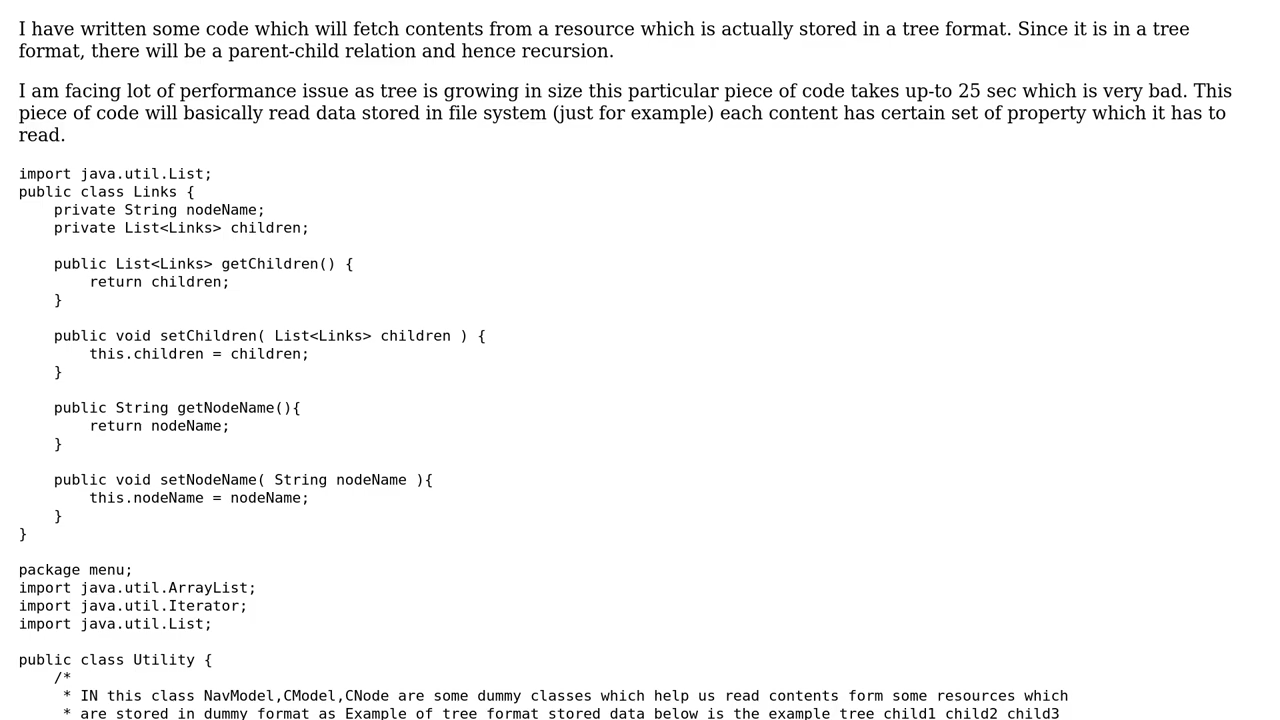 I have written some code which will fetch contents from a resource which is actually stored in a tree format. Since it is in a tree
format, there will be a parent-child relation and hence recursion.
I am facing lot of performance issue as tree is growing in size this particular piece of code takes up-to 25 sec which is very bad. This
piece of code will basically read data stored in file system (just for example) each content has certain set of property which it has to
read.
import java.util.List;
public class Links {
    private String nodeName;
    private List<Links> children;

    public List<Links> getChildren() {
        return children;
    }

    public void setChildren( List<Links> children ) {
        this.children = children;
    }

    public String getNodeName(){
        return nodeName;
    }

    public void setNodeName( String nodeName ){
        this.nodeName = nodeName;
    }
}

package menu;
import java.util.ArrayList;
import java.util.Iterator;
import java.util.List;

public class Utility {
    /*
     * IN this class NavModel,CModel,CNode are some dummy classes which help us read contents form some resources which
     * are stored in dummy format as Example of tree format stored data below is the example tree child1 child2 child3